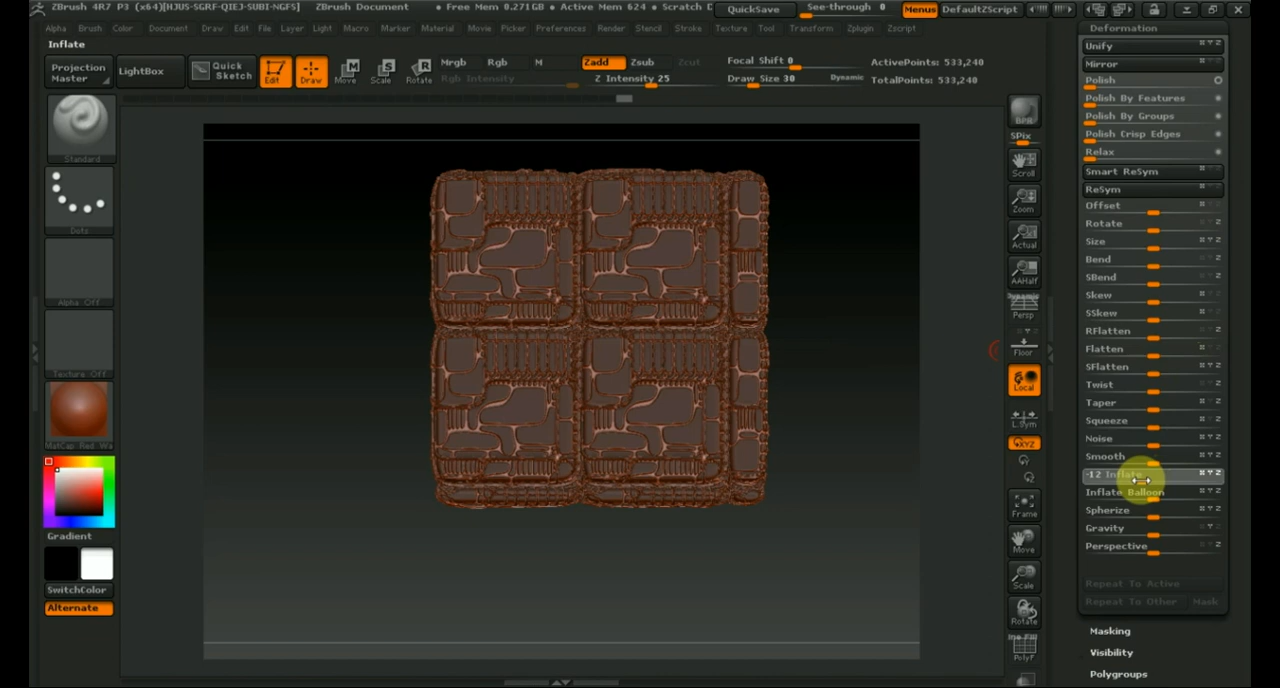 ZBrush 4R7 P3 (x64)[HJUS-SGRF-QIEJ-SUBI-NGFS] ZBrush Document • Free Mem 0.271GB • Active Mem 624 • Scratch D QuickSave See-through 0 Menus DefaultZScript
Alpha Brush Color Document Draw Edit File Layer Light Macro Marker Material Movie Picker Preferences Render Stencil Stroke Texture Tool Transform Zplugin Zscript
Inflate
Projection Master
LightBox
Quick Sketch
Edit Draw Move Scale Rotate
Mrgb Rgb M
Rgb Intensity
Zadd Zsub Zcut
Z Intensity 25
Focal Shift 0
Draw Size 30 Dynamic
ActivePoints: 533,240
TotalPoints: 533,240
Standard
Dots
Alpha Off
Texture Off
MatCap Red Wa
Gradient
SwitchColor
Alternate
BPR
SPix
Scroll
Zoom
Actual
AAHalf
Dynamic
Persp
Floor
Local
L.Sym
XYZ
Frame
Move
Scale
Rotate
Line Fill
PolyF
Deformation
Unify
Mirror
Polish
Polish By Features
Polish By Groups
Polish Crisp Edges
Relax
Smart ReSym
ReSym
Offset
Rotate
Size
Bend
SBend
Skew
SSkew
RFlatten
Flatten
SFlatten
Twist
Taper
Squeeze
Noise
Smooth
-12 Inflate
Inflate Balloon
Spherize
Gravity
Perspective
Repeat To Active
Repeat To Other Mask
Masking
Visibility
Polygroups